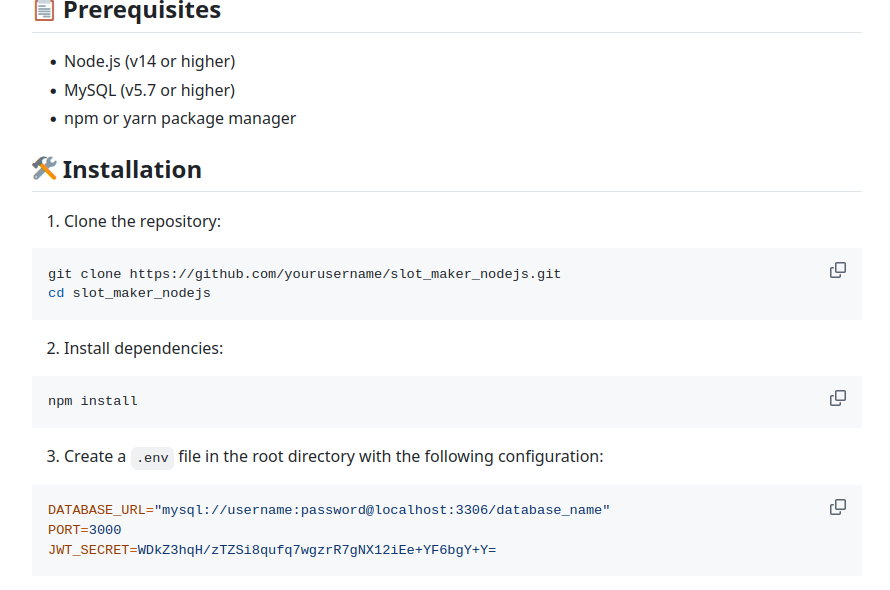 Prerequisites
Node.js (v14 or higher)
MySQL (v5.7 or higher)
npm or yarn package manager
Installation
1. Clone the repository:
git clone https://github.com/yourusername/slot_maker_nodejs.git
cd slot_maker_nodejs
2. Install dependencies:
npm install
3. Create a .env file in the root directory with the following configuration:
DATABASE_URL="mysql://username:password@localhost:3306/database_name"
PORT=3000
JWT_SECRET=WDkZ3hqH/zTZSi8qufq7wgzrR7gNX12iEe+YF6bgY+Y=